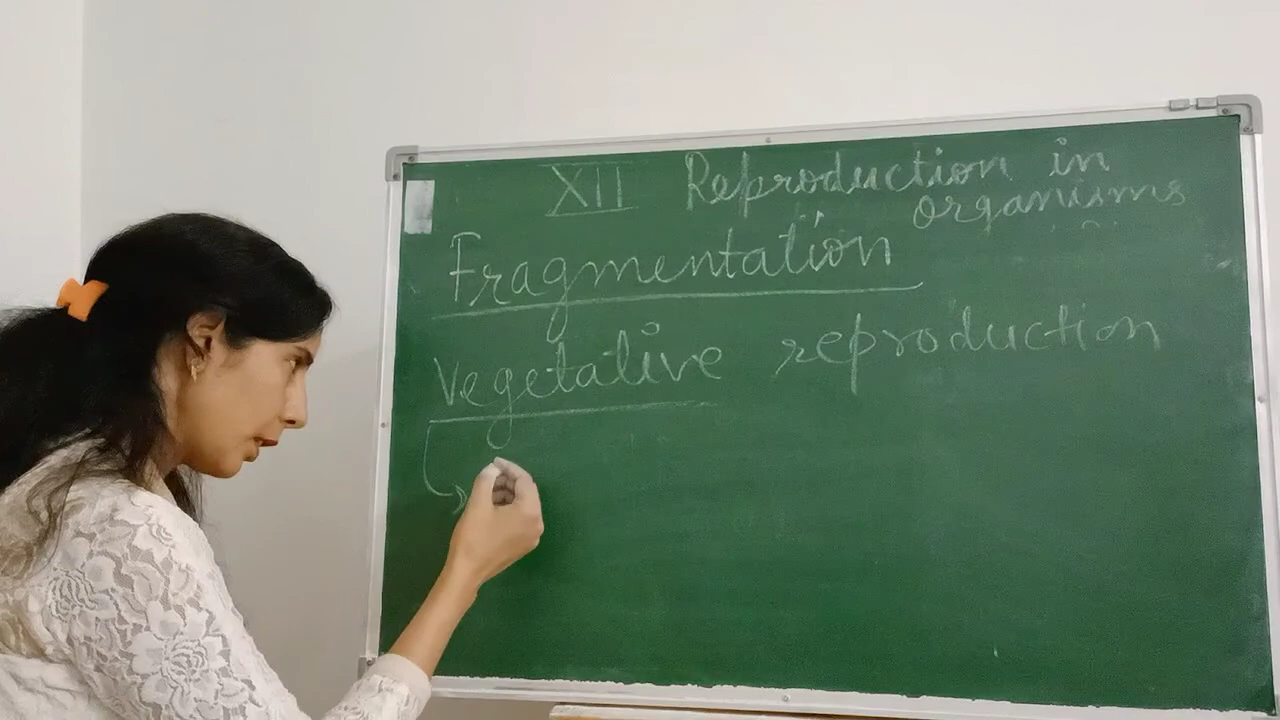 XII Reproduction in
organisms
Fragmentation
Vegetative reproduction